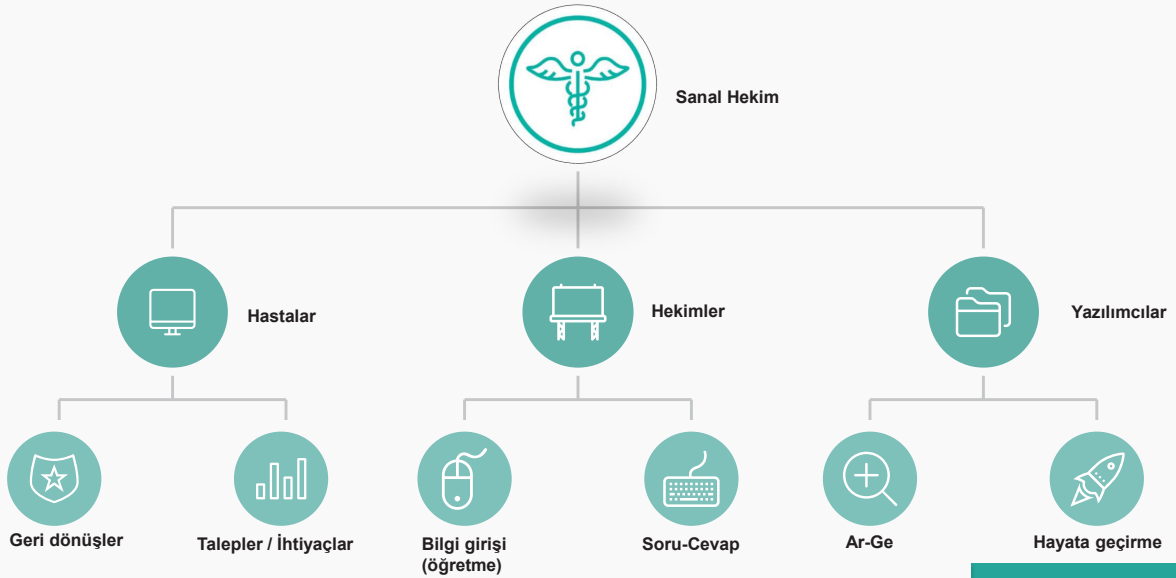 Sanal Hekim
Hastalar
Hekimler
Yazılımcılar
Geri dönüşler
Talepler / İhtiyaçlar
Bilgi girişi
(öğretme)
Soru-Cevap
Ar-Ge
Hayata geçirme